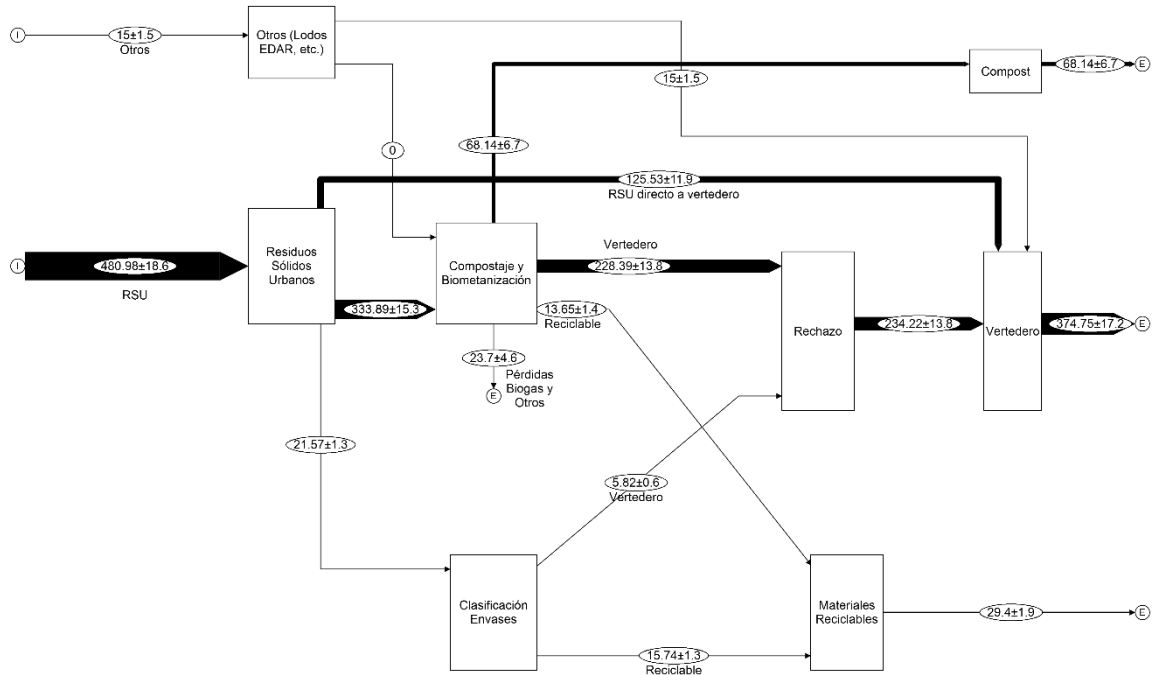 I
15±1.5
Otros
Otros (Lodos
EDAR, etc.)
15±1.5
Compost
68.14±6.7
E
0
68.14±6.7
125.53±11.9
RSU directo a vertedero
I
480.98±18.6
RSU
Residuos
Sólidos
Urbanos
333.89±15.3
Compostaje y
Biometanización
Vertedero
228.39±13.8
13.65±1.4
Reciclable
Rechazo
234.22±13.8
Vertedero
374.75±17.2
E
23.7±4.6
Pérdidas
Biogas y
Otros
E
21.57±1.3
5.82±0.6
Vertedero
Clasificación
Envases
15.74±1.3
Reciclable
Materiales
Reciclables
29.4±1.9
E